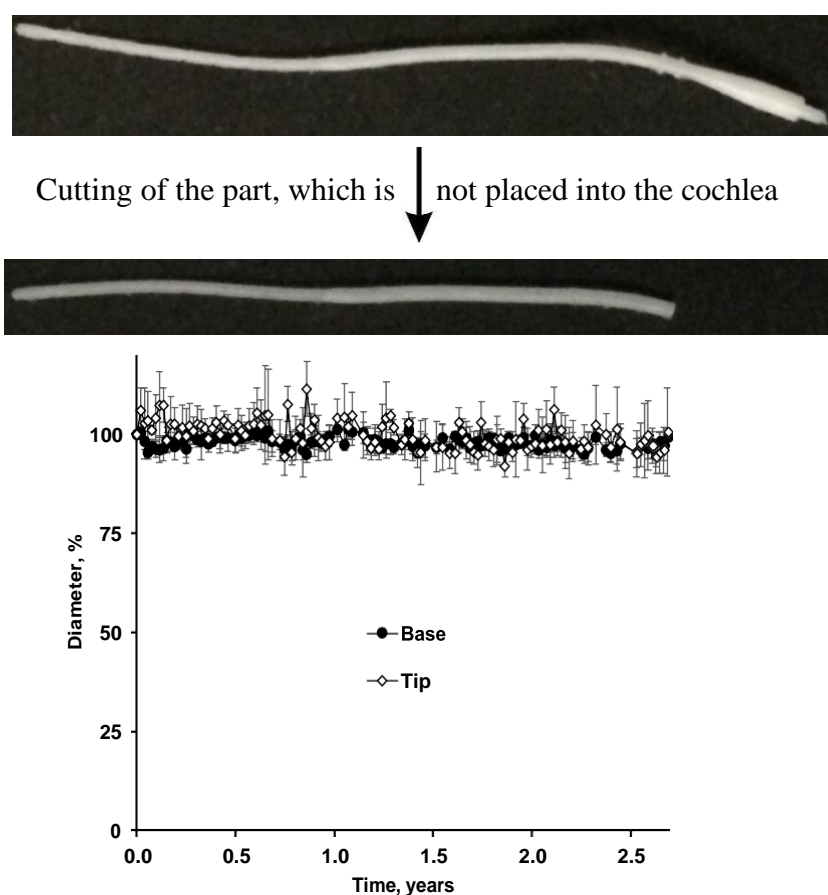 Cutting of the part, which is not placed into the cochlea
100
75
50
25
0
Diameter, %
Base
Tip
0.0 0.5 1.0 1.5 2.0 2.5
Time, years